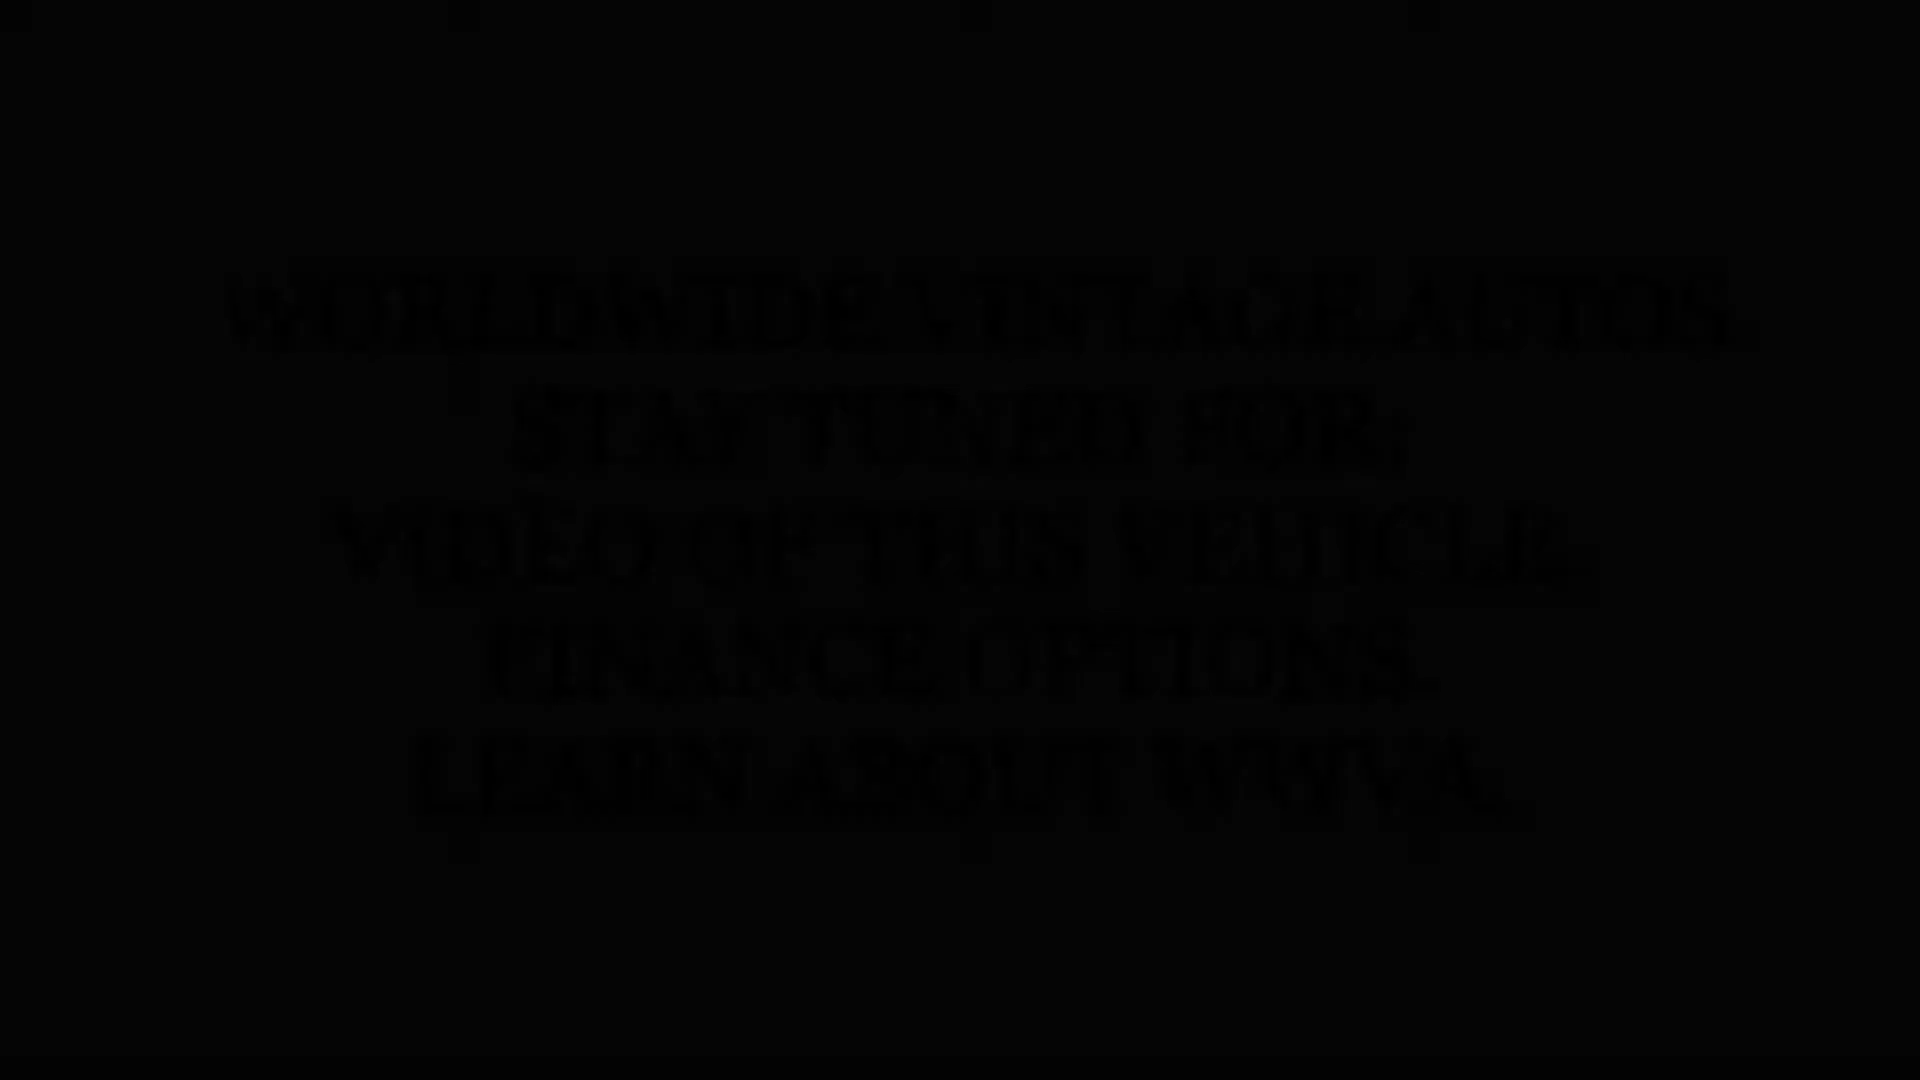 WORLDWIDE VINTAGE AUTOS.
STAY TUNED FOR:
VIDEO OF THIS VEHICLE.
FINANCE OPTIONS.
LEARN ABOUT WWVA.